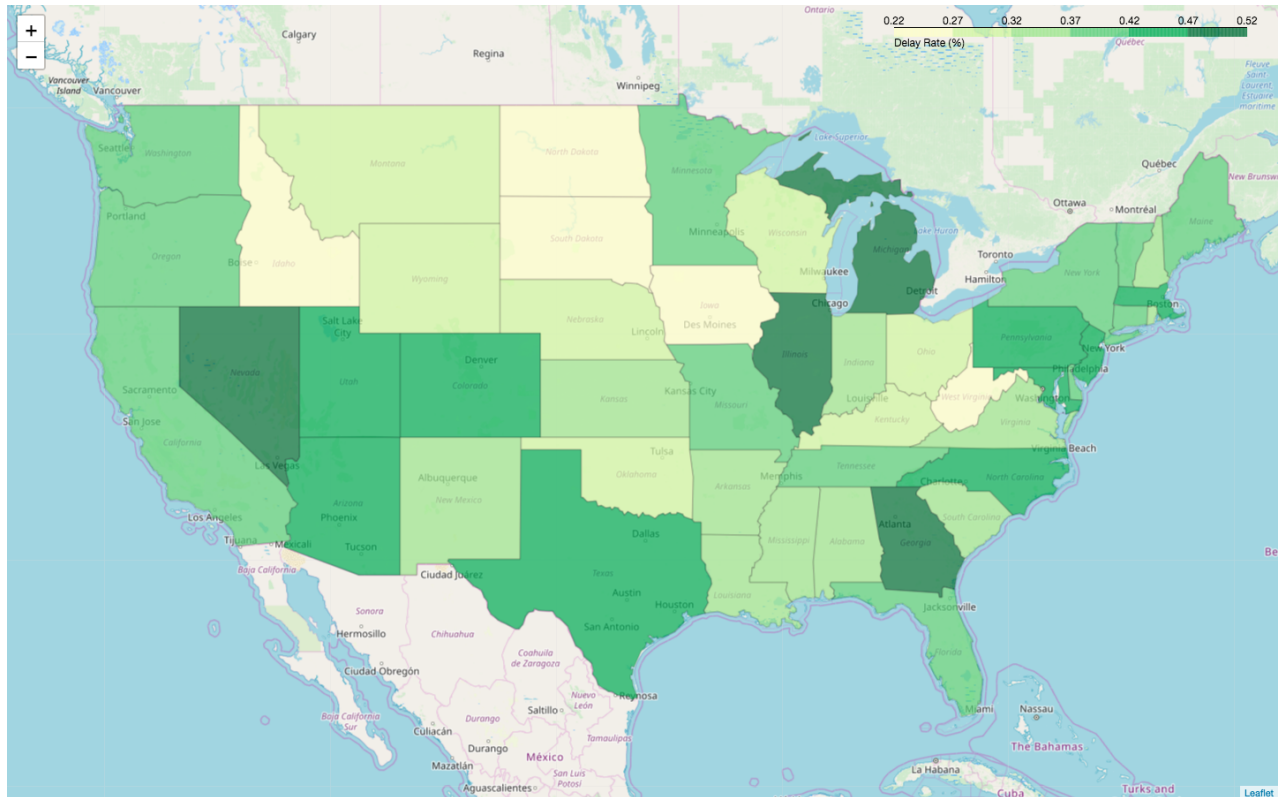 +
−
0.22 0.27 0.32 0.37 0.42 0.47 0.52
Delay Rate (%)
Ontario
Québec
Calgary
Regina
Winnipeg
Vancouver
Island
Vancouver
Fleuve
Saint
Laurent
Estuaire
maritime
Lake Superior
Québec
New Brunsw
Seattle
Washington
Montana
North Dakota
Minnesota
Ottawa
Montréal
Maine
Portland
Oregon
Boise
Idaho
Wyoming
South Dakota
Minneapolis
Wisconsin
Michigan
Lake Huron
Toronto
Hamilton
New York
Milwaukee
Chicago
Detroit
Boston
Salt Lake
City
Nebraska
Lincoln
Iowa
Des Moines
Illinois
Indiana
Ohio
Pennsylvania
New York
Philadelphia
Sacramento
San Jose
California
Nevada
Utah
Denver
Colorado
Kansas
Kansas City
Missouri
Louisville
Kentucky
West Virginia
Washington
Virginia
Virginia Beach
Las Vegas
Albuquerque
New Mexico
Tulsa
Oklahoma
Arkansas
Memphis
Tennessee
Charlotte
North Carolina
Los Angeles
Tijuana
Mexicali
Arizona
Phoenix
Tucson
Dallas
Mississippi
Alabama
Atlanta
Georgia
South Carolina
Be
Baja California
Ciudad Juárez
Texas
Austin
Houston
San Antonio
Louisiana
Jacksonville
Florida
Sonora
Hermosillo
Chihuahua
Ciudad Obregón
Coahuila
de Zaragoza
Nuevo
León
Reynosa
Miami
Nassau
Baja California
Sur
Culiacán
Durango
Saltillo
Tamaulipas
Durango
Mazatlán
México
San Luis
Potosí
Aguascalientes
The Bahamas
La Habana
Cuba
Turks and
Leaflet